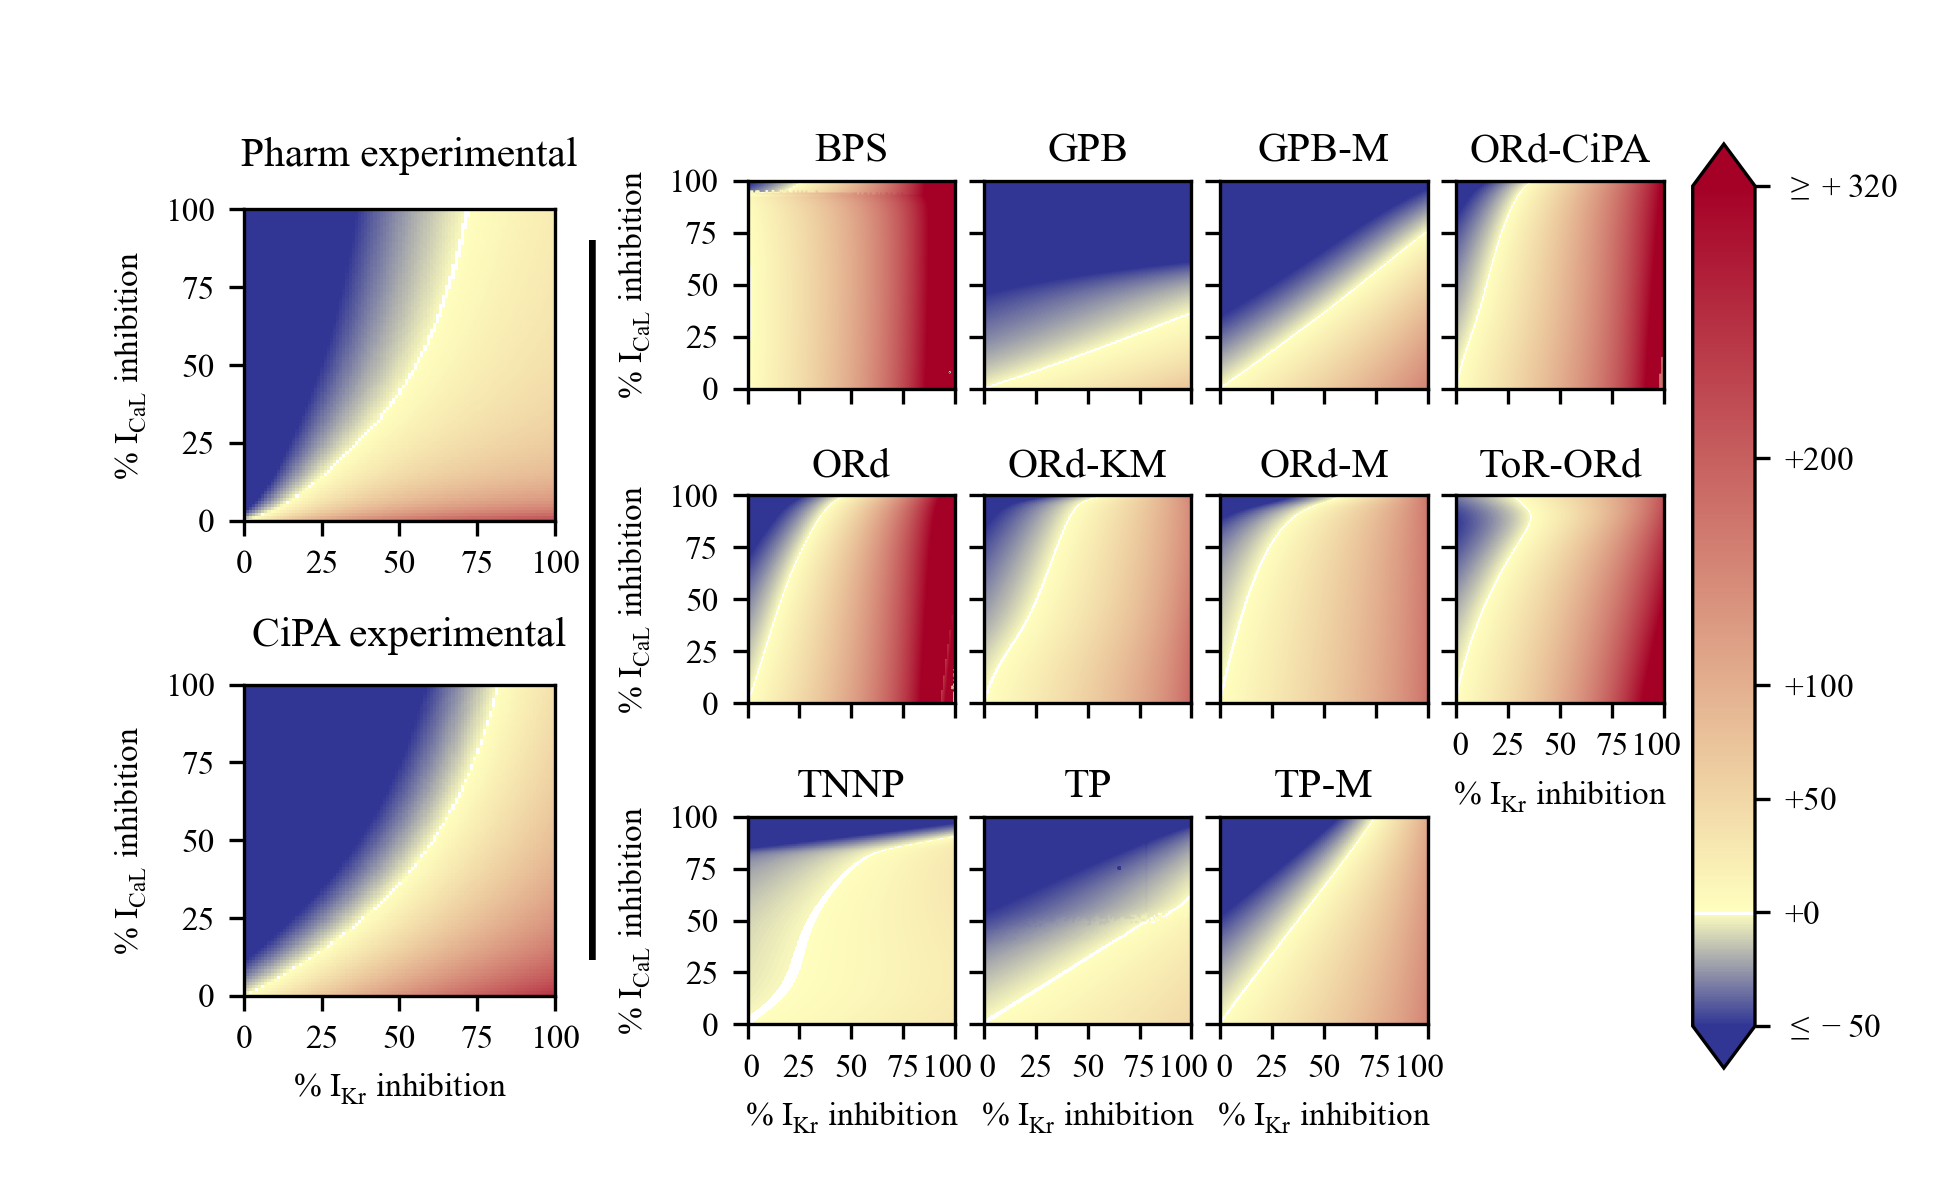 Pharm experimental
% I_CaL inhibition
100
75
50
25
0
0 25 50 75 100
CiPA experimental
% I_CaL inhibition
100
75
50
25
0
0 25 50 75 100
% I_Kr inhibition
BPS GPB GPB-M ORd-CiPA
% I_CaL inhibition
100
75
50
25
0
ORd ORd-KM ORd-M ToR-ORd
% I_CaL inhibition
100
75
50
25
0
0 25 50 75 100
% I_Kr inhibition
TNNP TP TP-M
% I_CaL inhibition
100
75
50
25
0
0 25 50 75 100 0 25 50 75 100 0 25 50 75 100
% I_Kr inhibition % I_Kr inhibition % I_Kr inhibition
≥ +320
+200
+100
+50
+0
≤ −50